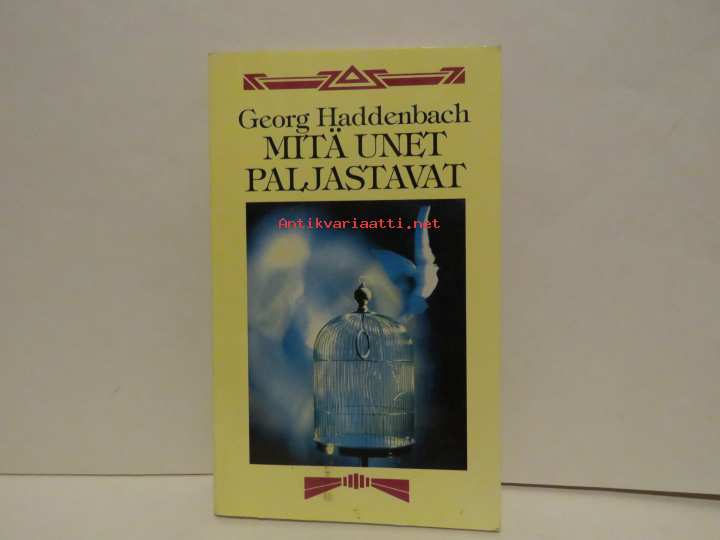 Georg Haddenbach
MITÄ UNET
PALJASTAVAT
Antikvariaatti.net